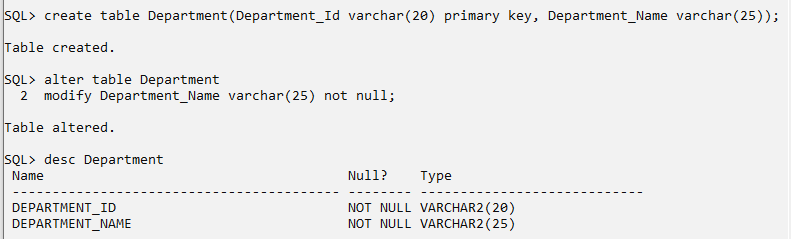 SQL> create table Department(Department_Id varchar(20) primary key, Department_Name varchar(25));
Table created.
SQL> alter table Department
  2  modify Department_Name varchar(25) not null;
Table altered.
SQL> desc Department
 Name                                      Null?    Type
 ----------------------------------------- -------- ----------------------------
 DEPARTMENT_ID                             NOT NULL VARCHAR2(20)
 DEPARTMENT_NAME                           NOT NULL VARCHAR2(25)